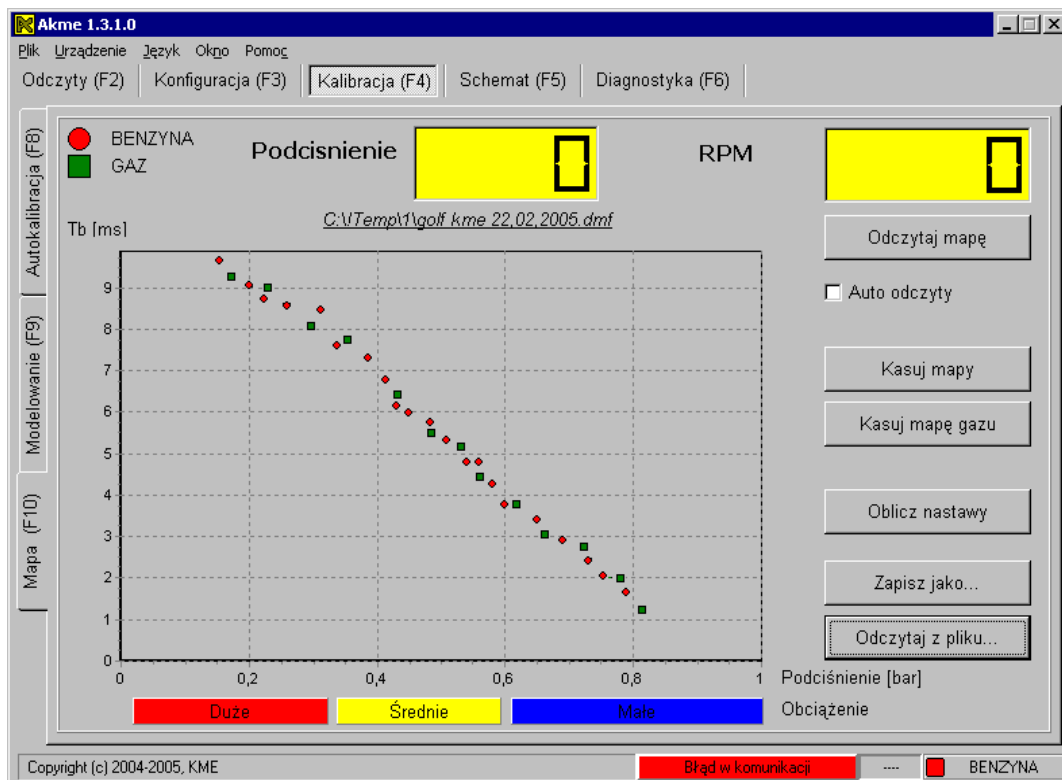 Akme 1.3.1.0
Plik Urządzenie Język Okno Pomoc
Odczyty (F2) Konfiguracja (F3) Kalibracja (F4) Schemat (F5) Diagnostyka (F6)
Autokalibracja (F8)
Modelowanie (F9)
Mapa (F10)
BENZYNA
GAZ
Podcisnienie 0 RPM 0
C:\!Temp\1\golf kme 22,02,2005.dmf
Tb [ms]
9
8
7
6
5
4
3
2
1
0
0 0,2 0,4 0,6 0,8 1
Podciśnienie [bar]
Duże Średnie Małe Obciążenie
Odczytaj mapę
Auto odczyty
Kasuj mapy
Kasuj mapę gazu
Oblicz nastawy
Zapisz jako...
Odczytaj z pliku...
Copyright (c) 2004-2005, KME Błąd w komunikacji ---- BENZYNA